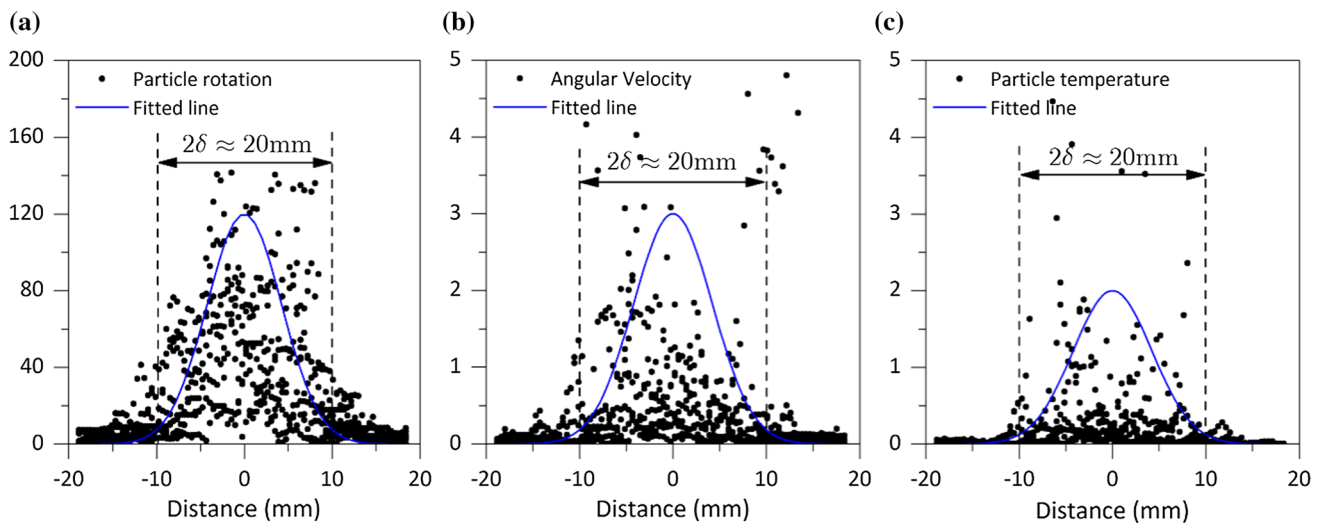 (a)
200
160
120
80
40
0
-20
-10
0
10
20
Distance (mm)
Particle rotation
Fitted line
2δ ≈ 20mm
(b)
5
4
3
2
1
0
-20
-10
0
10
20
Distance (mm)
Angular Velocity
Fitted line
2δ ≈ 20mm
(c)
5
4
3
2
1
0
-20
-10
0
10
20
Distance (mm)
Particle temperature
Fitted line
2δ ≈ 20mm